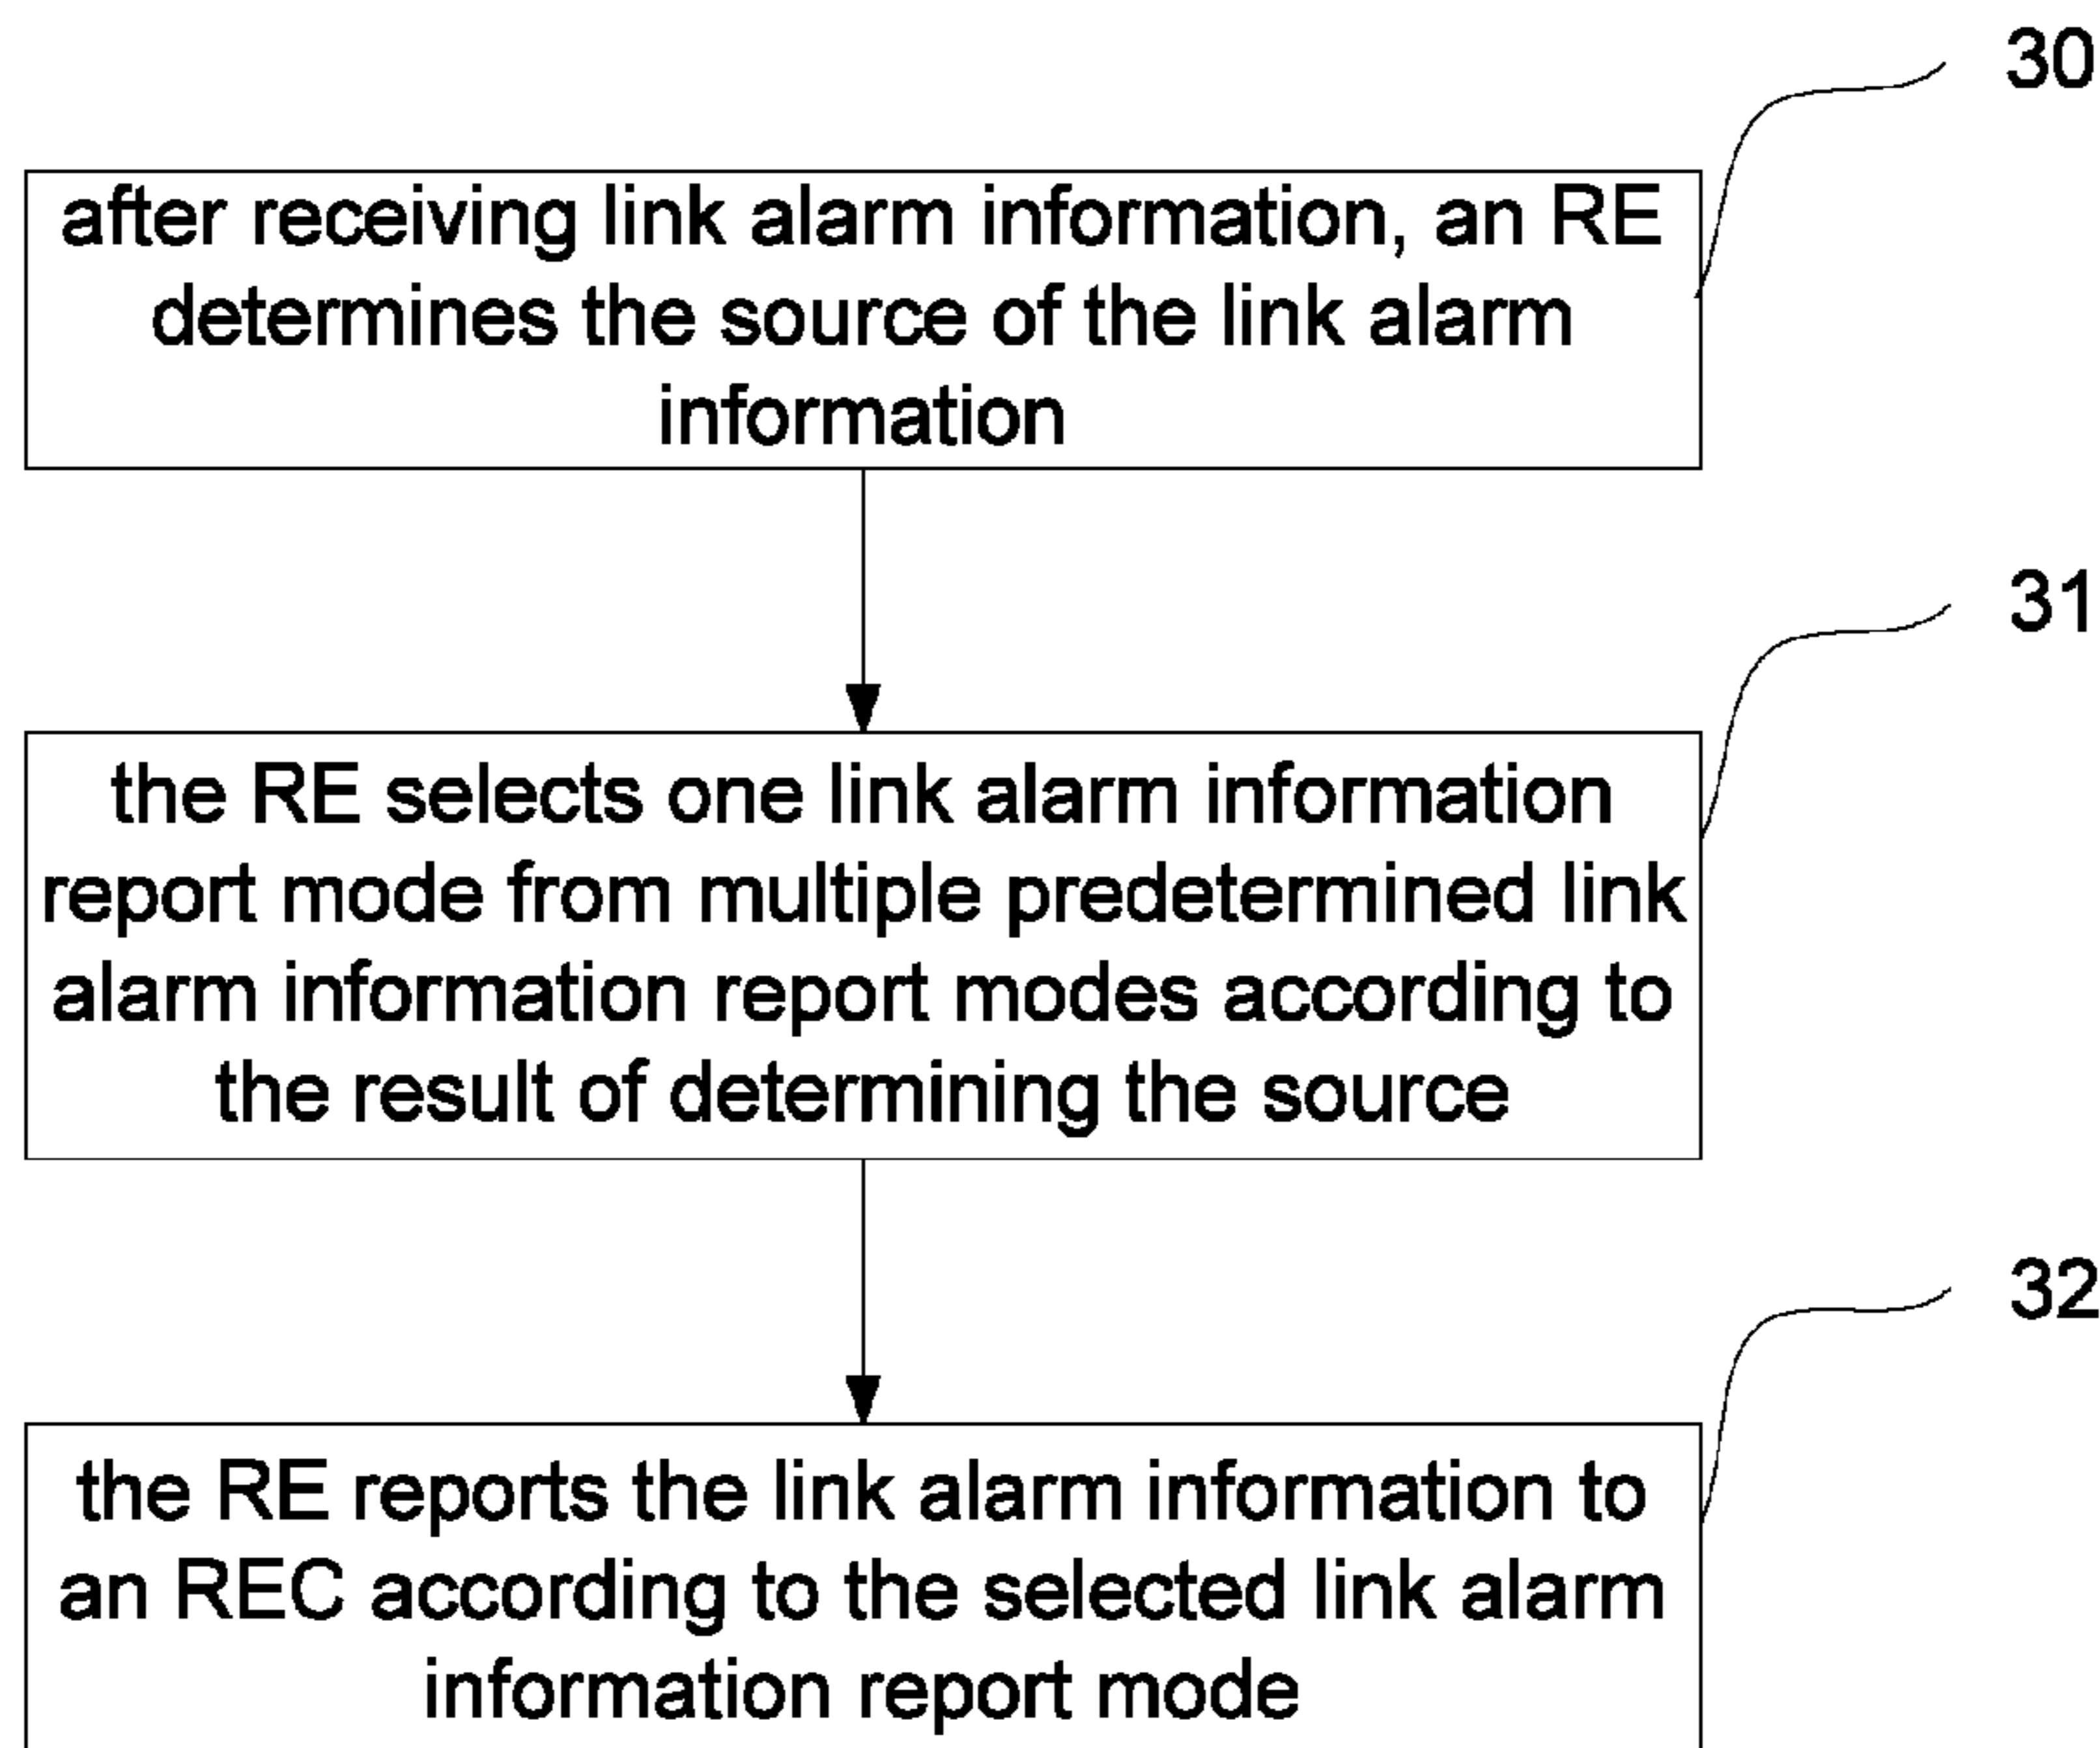 30
after receiving link alarm information, an RE
determines the source of the link alarm
information
31
the RE selects one link alarm information
report mode from multiple predetermined link
alarm information report modes according to
the result of determining the source
32
the RE reports the link alarm information to
an REC according to the selected link alarm
information report mode